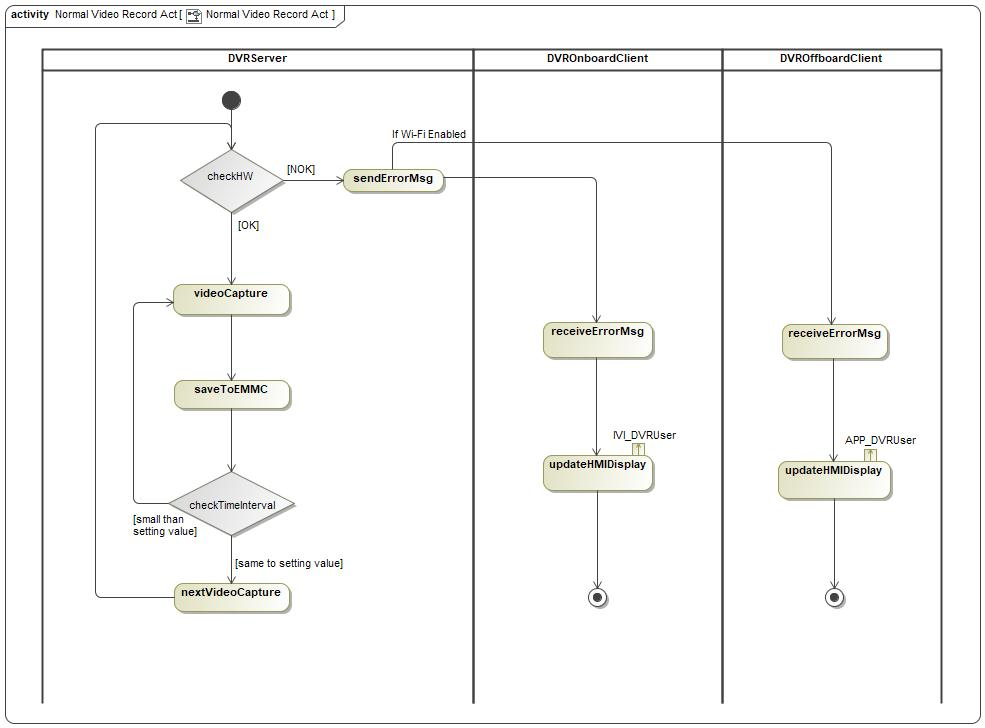 activity Normal Video Record Act [ Normal Video Record Act ]
DVRServer
DVROnboardClient
DVROffboardClient
If Wi-Fi Enabled
checkHW
[NOK]
sendErrorMsg
[OK]
videoCapture
receiveErrorMsg
receiveErrorMsg
saveToEMMC
IVI_DVRUser
APP_DVRUser
updateHMIDisplay
updateHMIDisplay
checkTimeInterval
[small than
setting value]
[same to setting value]
nextVideoCapture